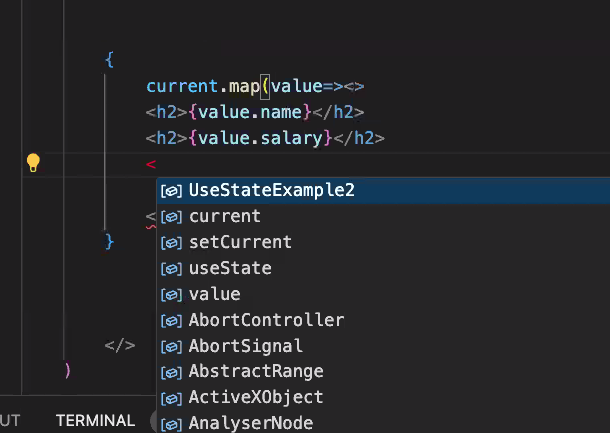 {
current.map(value=><>
<h2>{value.name}</h2>
<h2>{value.salary}</h2>
<
UseStateExample2
current
<
setCurrent
}
useState
value
AbortController
</>
AbortSignal
)
AbstractRange
ActiveXObject
UT TERMINAL
AnalyserNode